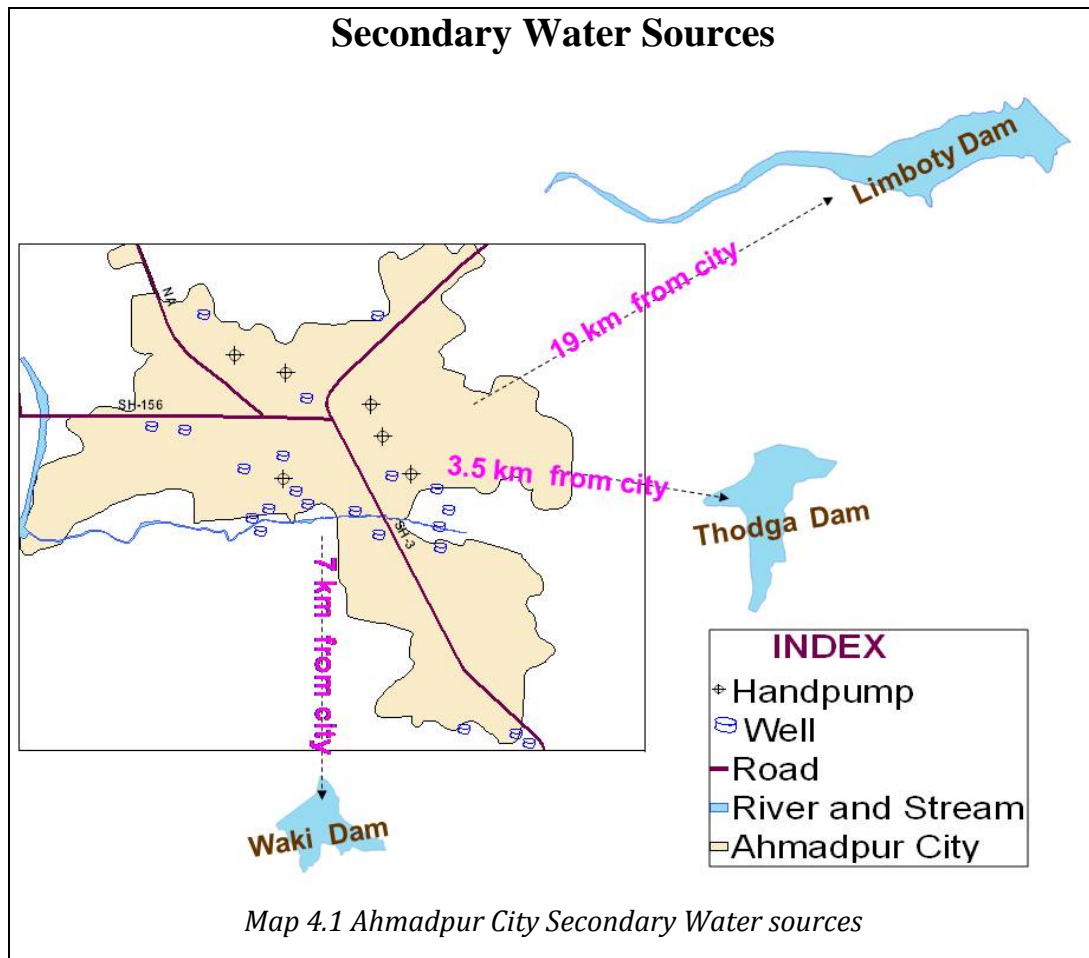 Secondary Water Sources
Limboty Dam
19 km from city
NA
SH-156
3.5 km from city
Thodga Dam
SH-3
7 km from city
Waki Dam
INDEX
Handpump
Well
Road
River and Stream
Ahmadpur City
Map 4.1 Ahmadpur City Secondary Water sources